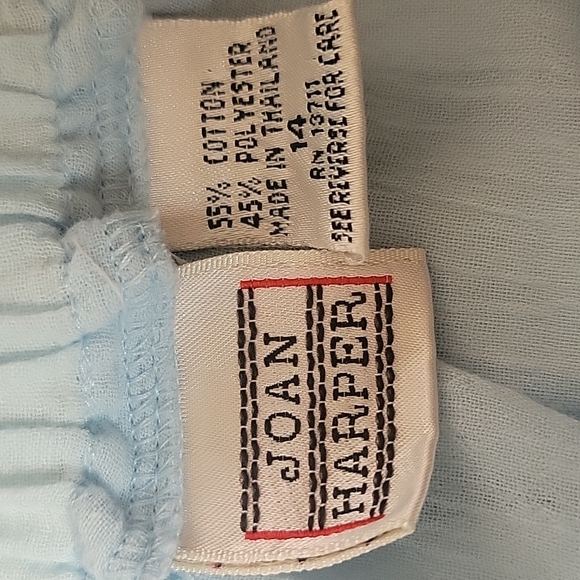 55% COTTON
45% POLYESTER
MADE IN THAILAND
14
RN 13711
SEE REVERSE FOR CARE
JOAN
HARPER